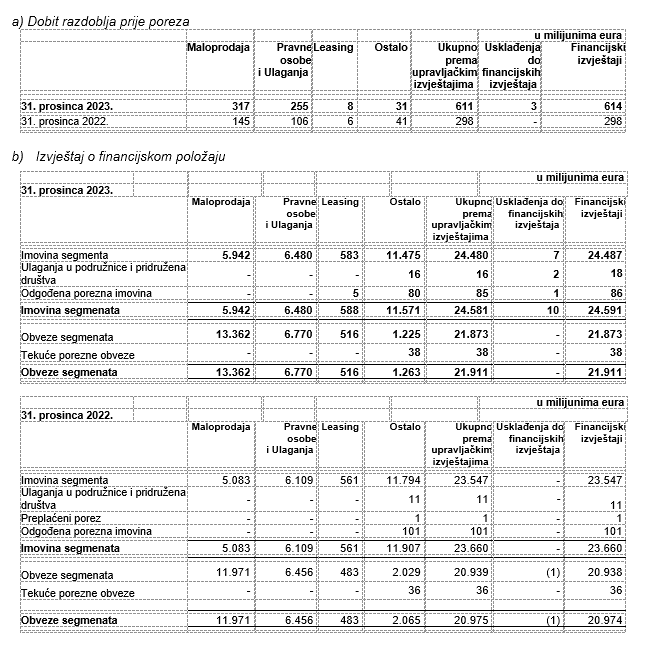 a) Dobit razdoblja prije poreza
u milijunima eura
Maloprodaja Pravne osobe i Ulaganja Leasing Ostalo Ukupno prema upravljačkim izvještajima Usklađenja do financijskih izvještaja Financijski izvještaji
31. prosinca 2023. 317 255 8 31 611 3 614
31. prosinca 2022. 145 106 6 41 298 - 298
b) Izvještaj o financijskom položaju
u milijunima eura
31. prosinca 2023.
Maloprodaja Pravne osobe i Ulaganja Leasing Ostalo Ukupno prema upravljačkim izvještajima Usklađenja do financijskih izvještaja Financijski izvještaji
Imovina segmenta 5.942 6.480 583 11.475 24.480 7 24.487
Ulaganja u podružnice i pridružena društva - - - 16 16 2 18
Odgođena porezna imovina - - 5 80 85 1 86
Imovina segmenata 5.942 6.480 588 11.571 24.581 10 24.591
Obveze segmenata 13.362 6.770 516 1.225 21.873 - 21.873
Tekuće porezne obveze - - - 38 38 - 38
Obveze segmenata 13.362 6.770 516 1.263 21.911 - 21.911
u milijunima eura
31. prosinca 2022.
Maloprodaja Pravne osobe i Ulaganja Leasing Ostalo Ukupno prema upravljačkim izvještajima Usklađenja do financijskih izvještaja Financijski izvještaji
Imovina segmenta 5.083 6.109 561 11.794 23.547 - 23.547
Ulaganja u podružnice i pridružena društva - - - 11 11 - 11
Preplaćeni porez - - - 1 1 - 1
Odgođena porezna imovina - - - 101 101 - 101
Imovina segmenata 5.083 6.109 561 11.907 23.660 - 23.660
Obveze segmenata 11.971 6.456 483 2.029 20.939 (1) 20.938
Tekuće porezne obveze - - - 36 36 - 36
Obveze segmenata 11.971 6.456 483 2.065 20.975 (1) 20.974